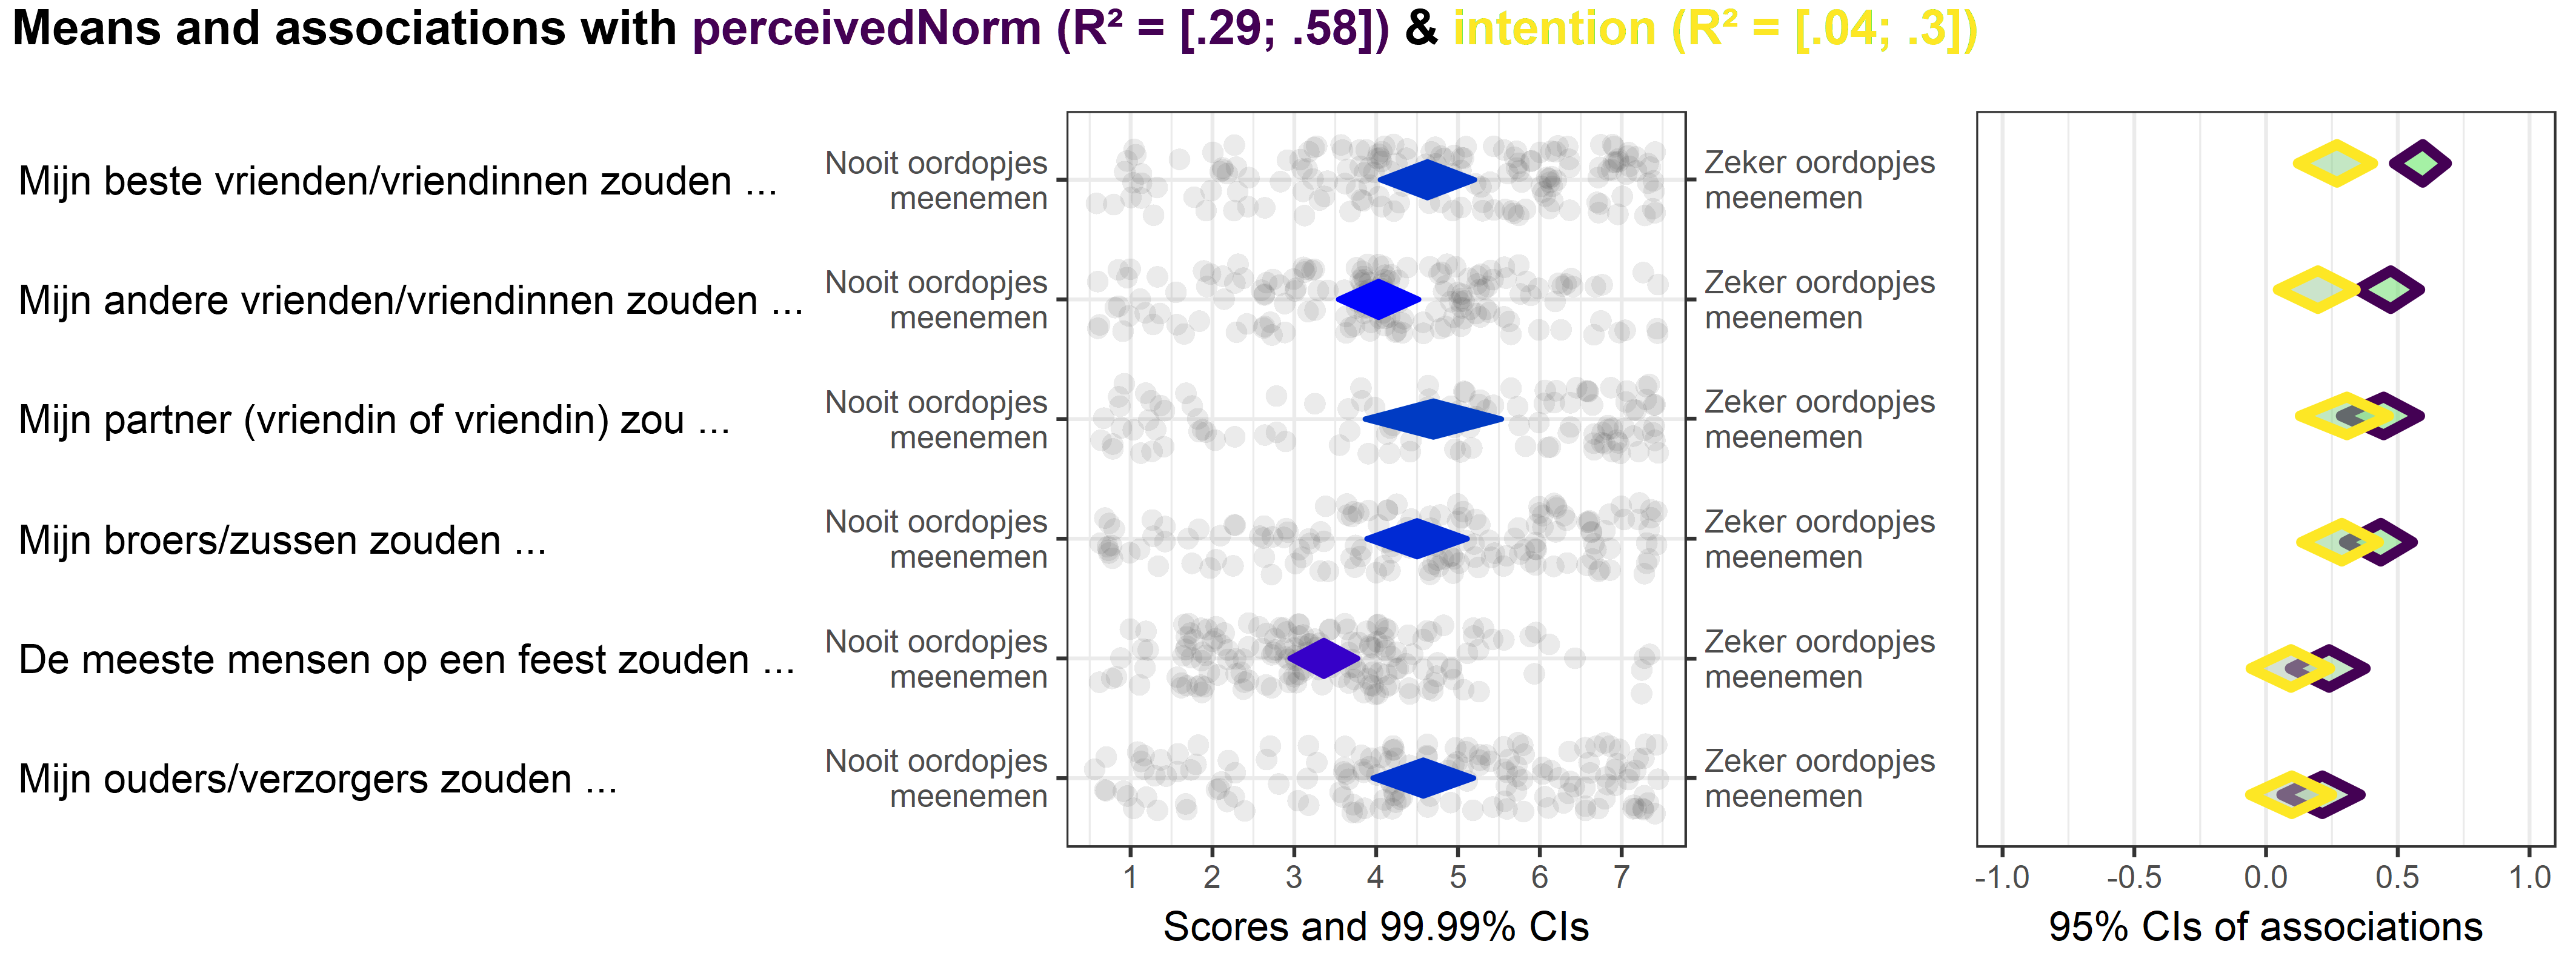 Means and associations with perceivedNorm (R² = [.29; .58]) & intention (R² = [.04; .3])
Mijn beste vrienden/vriendinnen zouden ...
Nooit oordopjes
meenemen
Zeker oordopjes
meenemen
Mijn andere vrienden/vriendinnen zouden ...
Nooit oordopjes
meenemen
Zeker oordopjes
meenemen
Mijn partner (vriendin of vriendin) zou ...
Nooit oordopjes
meenemen
Zeker oordopjes
meenemen
Mijn broers/zussen zouden ...
Nooit oordopjes
meenemen
Zeker oordopjes
meenemen
De meeste mensen op een feest zouden ...
Nooit oordopjes
meenemen
Zeker oordopjes
meenemen
Mijn ouders/verzorgers zouden ...
Nooit oordopjes
meenemen
Zeker oordopjes
meenemen
1 2 3 4 5 6 7
Scores and 99.99% CIs
-1.0 -0.5 0.0 0.5 1.0
95% CIs of associations